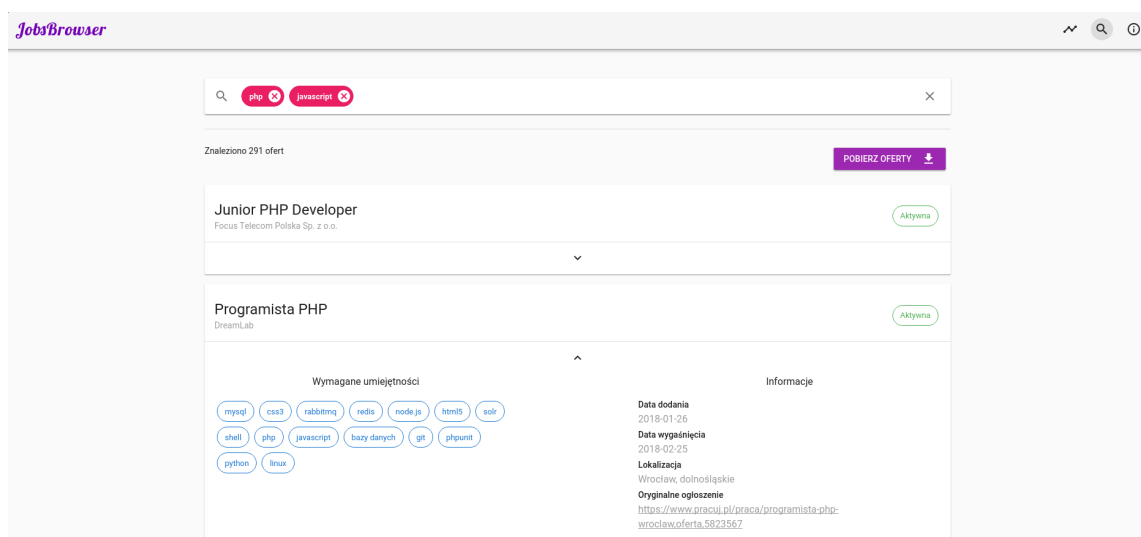 JobsBrowser
php javascript
Znaleziono 291 ofert
POBIERZ OFERTY
Junior PHP Developer
Focus Telecom Polska Sp. z o.o.
Aktywna
Programista PHP
DreamLab
Aktywna
Wymagane umiejętności
mysql css3 rabbitmq redis node.js html5 solr
shell php javascript bazy danych git phpunit
python linux
Informacje
Data dodania
2018-01-26
Data wygaśnięcia
2018-02-25
Lokalizacja
Wrocław, dolnośląskie
Oryginalne ogłoszenie
https://www.pracuj.pl/praca/programista-php-
wroclaw,oferta,5823567